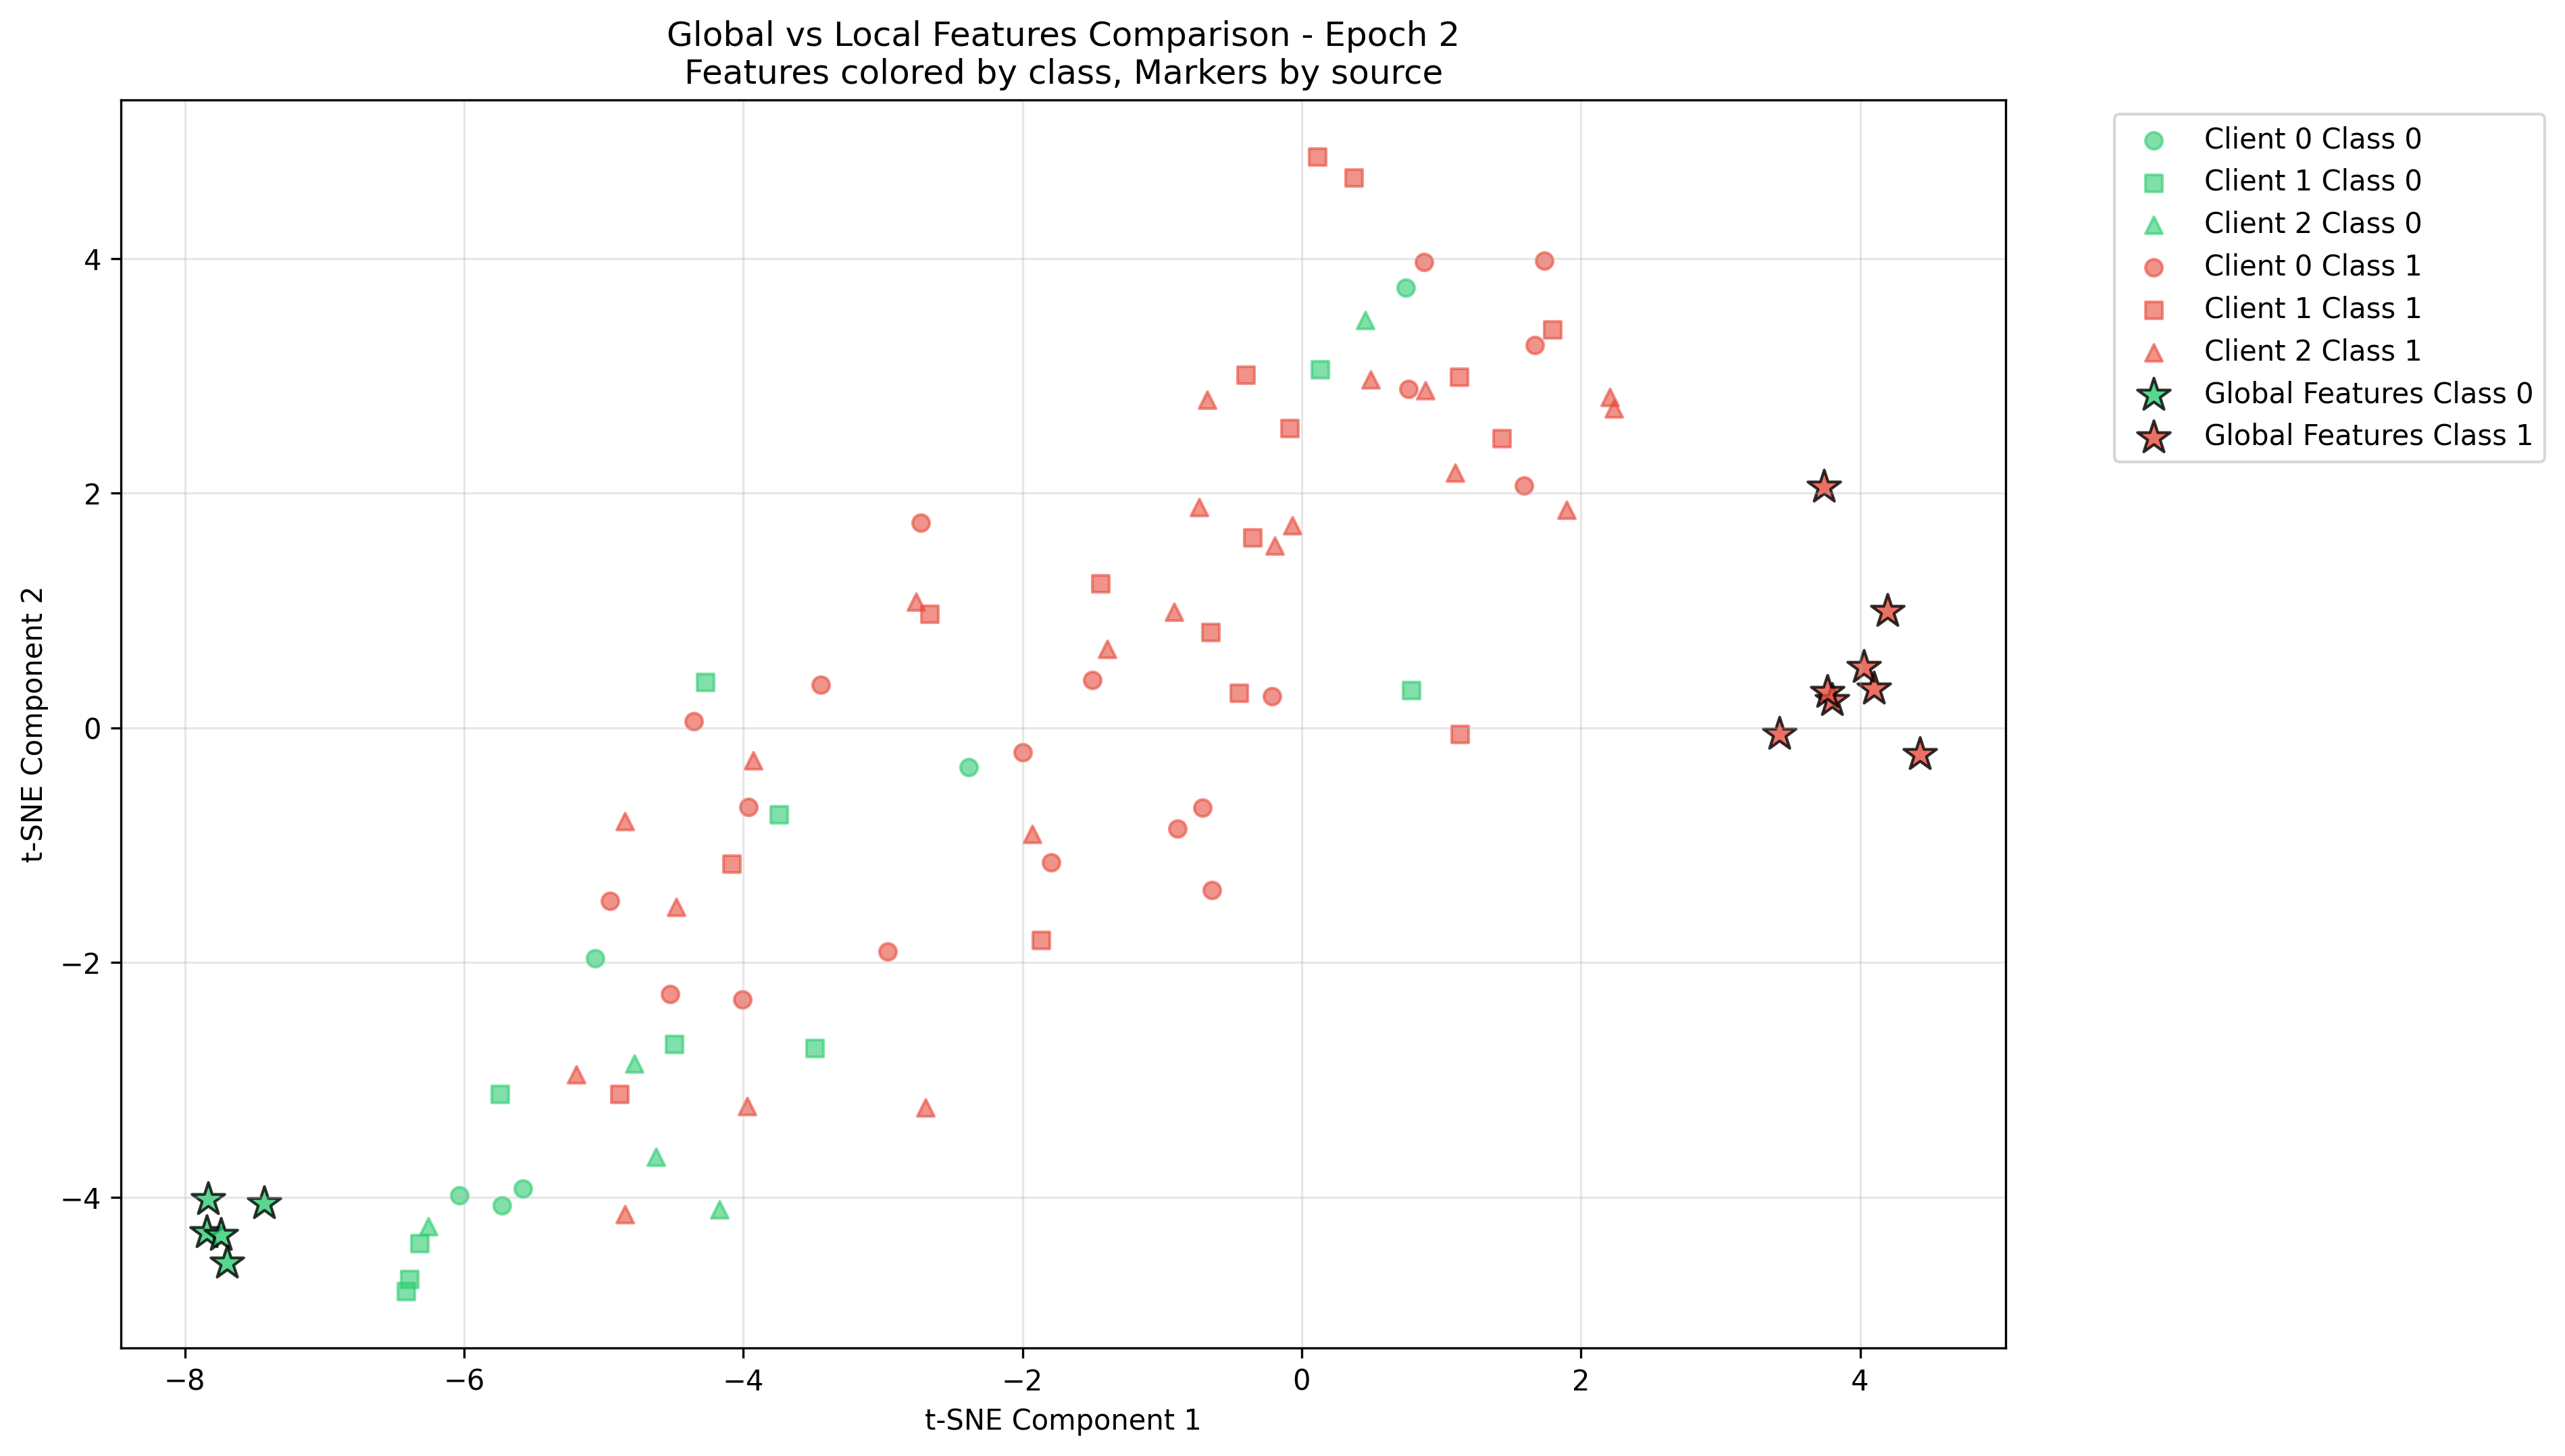 Global vs Local Features Comparison - Epoch 2
Features colored by class, Markers by source
Client 0 Class 0
Client 1 Class 0
Client 2 Class 0
Client 0 Class 1
Client 1 Class 1
Client 2 Class 1
Global Features Class 0
Global Features Class 1
t-SNE Component 2
4
2
0
−2
−4
−8
−6
−4
−2
0
2
4
t-SNE Component 1